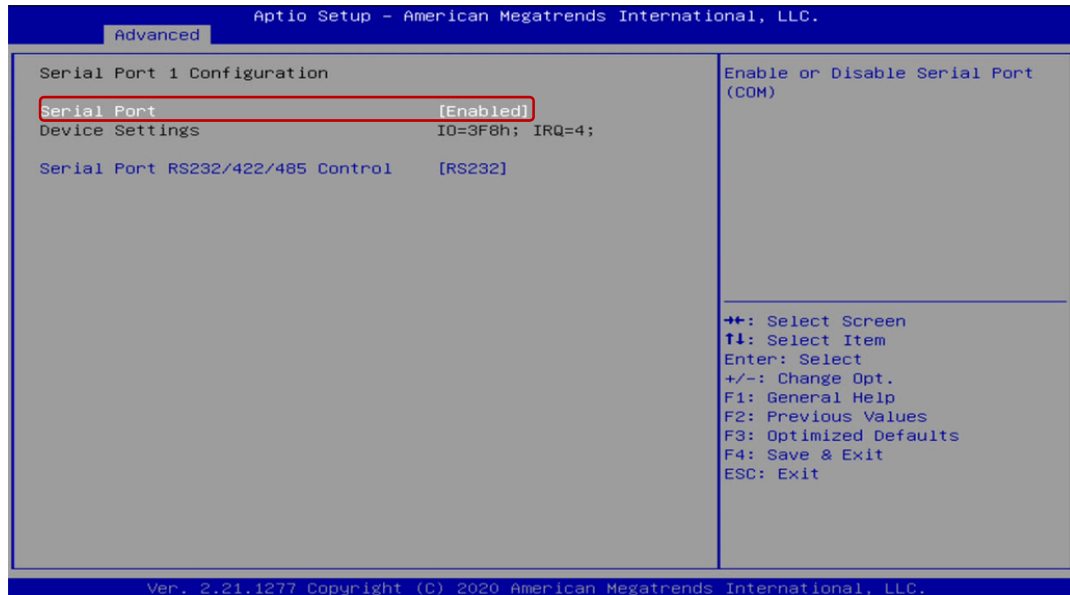 Aptio Setup – American Megatrends International, LLC.
Advanced
Serial Port 1 Configuration
Serial Port [Enabled]
Device Settings IO=3F8h; IRQ=4;
Serial Port RS232/422/485 Control [RS232]
Enable or Disable Serial Port
(COM)
→←: Select Screen
↑↓: Select Item
Enter: Select
+/-: Change Opt.
F1: General Help
F2: Previous Values
F3: Optimized Defaults
F4: Save & Exit
ESC: Exit
Ver. 2.21.1277 Copyright (C) 2020 American Megatrends International, LLC.